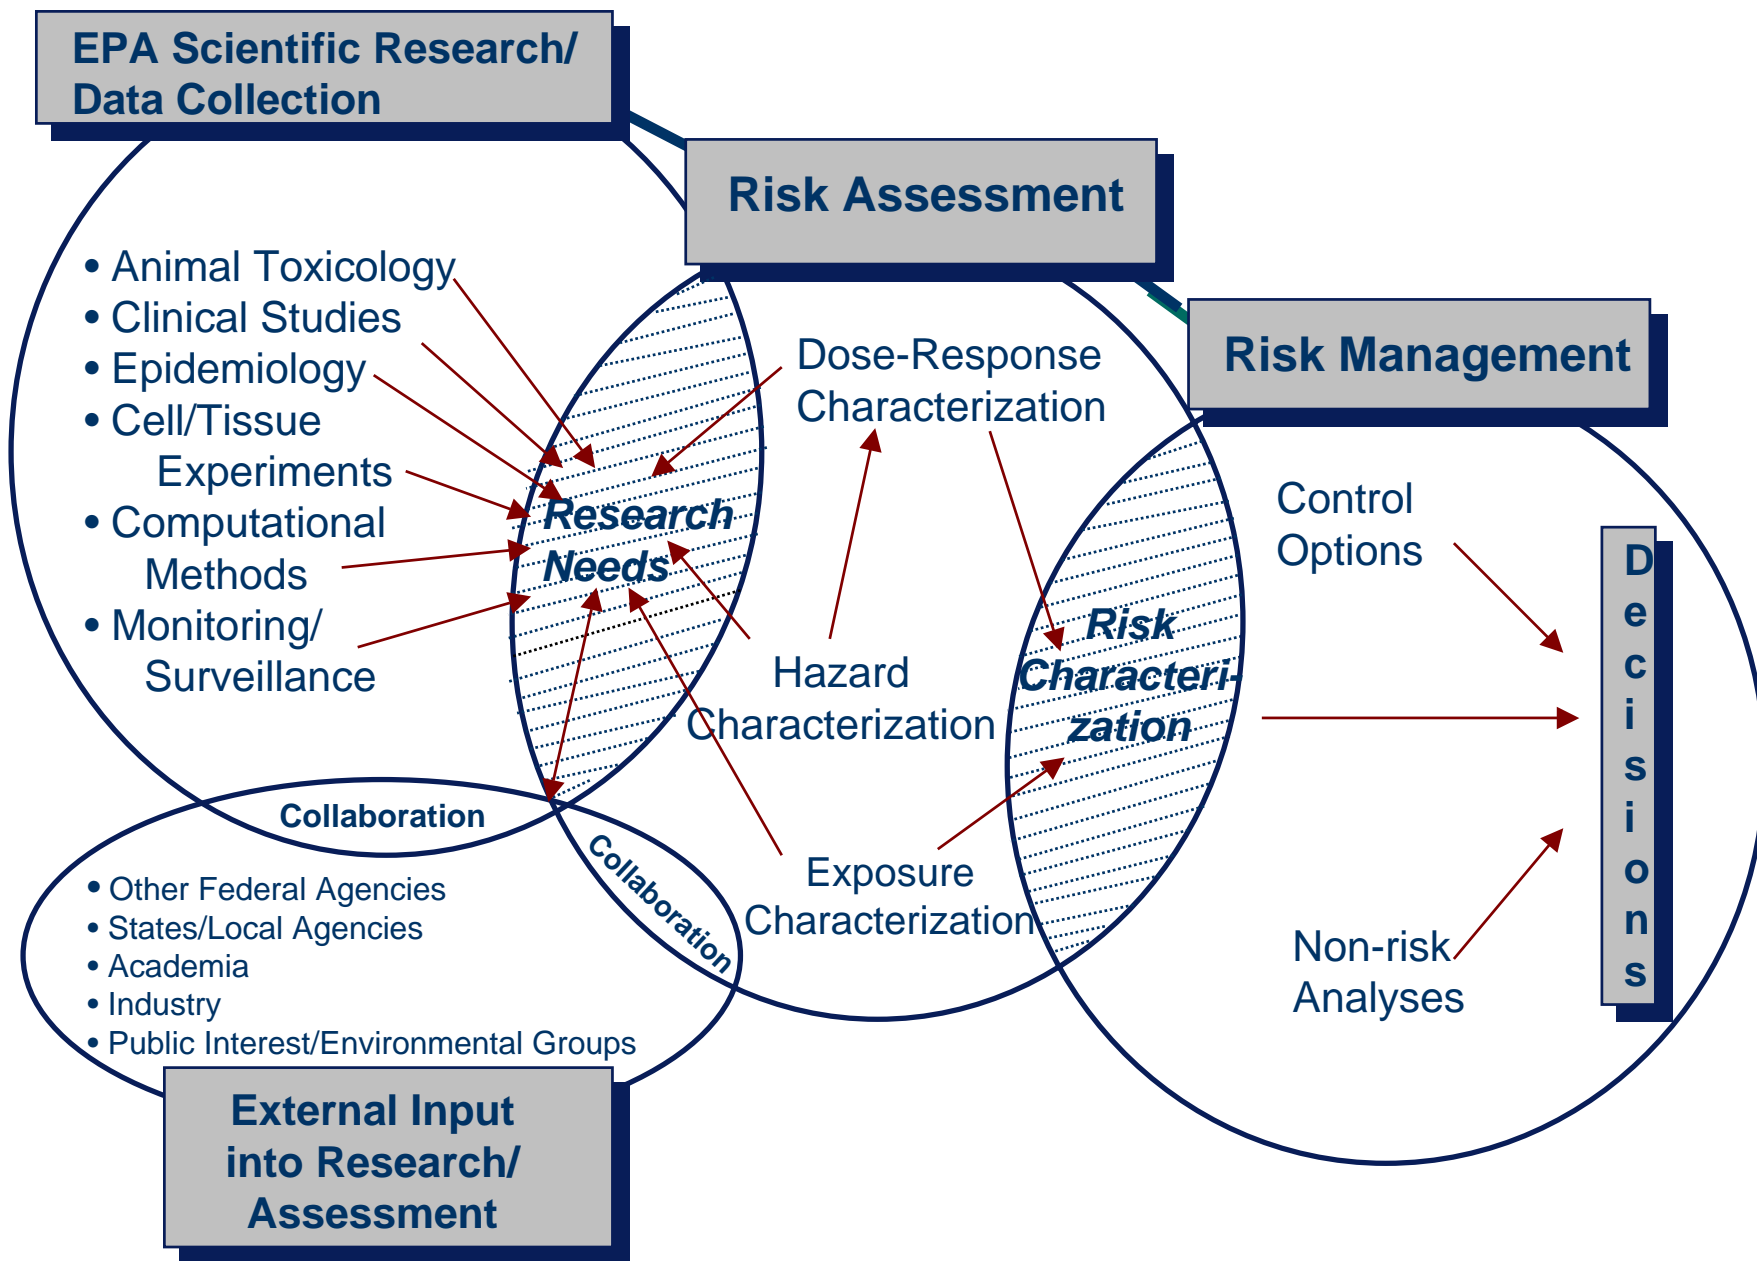 EPA Scientific Research/
Data Collection
Risk Assessment
Risk Management
• Animal Toxicology
• Clinical Studies
• Epidemiology
• Cell/Tissue
Experiments
• Computational
Methods
• Monitoring/
Surveillance
Research
Needs
Dose-Response
Characterization
Hazard
Characterization
Exposure
Characterization
Risk
Characteri-
zation
Control
Options
Non-risk
Analyses
Decisions
Collaboration
Collaboration
• Other Federal Agencies
• States/Local Agencies
• Academia
• Industry
• Public Interest/Environmental Groups
External Input
into Research/
Assessment